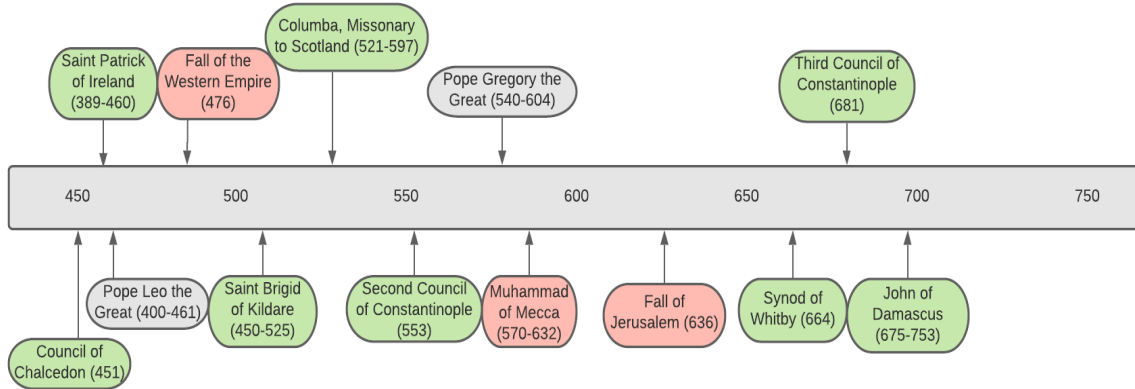 Saint Patrick
of Ireland
(389-460)
Fall of the
Western Empire
(476)
Columba, Missonary
to Scotland (521-597)
Pope Gregory the
Great (540-604)
Third Council of
Constantinople
(681)
450 500 550 600 650 700 750
Council of
Chalcedon (451)
Pope Leo the
Great (400-461)
Saint Brigid
of Kildare
(450-525)
Second Council
of Constantinople
(553)
Muhammad
of Mecca
(570-632)
Fall of
Jerusalem (636)
Synod of
Whitby (664)
John of
Damascus
(675-753)